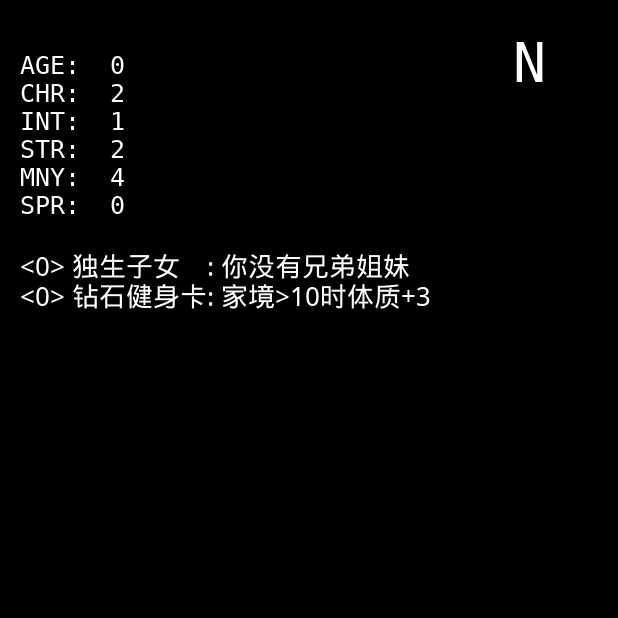 N
AGE: 0
CHR: 2
INT: 1
STR: 2
MNY: 4
SPR: 0
<0> 独生子女 : 你没有兄弟姐妹
<0> 钻石健身卡: 家境>10时体质+3